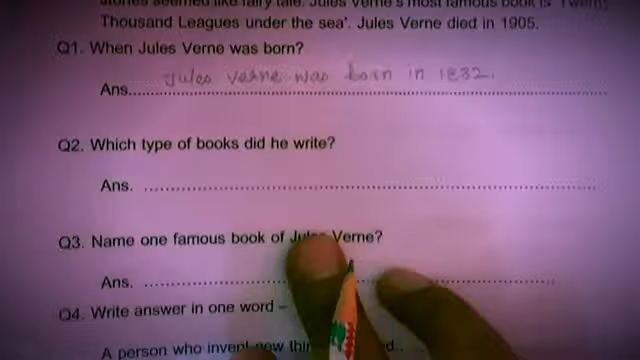 stories seemed like fairy tale. Jules Verne's most famous book is 'Twenty
Thousand Leagues under the sea'. Jules Verne died in 1905.
Q1. When Jules Verne was born?
Ans. Jules Verne was born in 1832.
Q2. Which type of books did he write?
Ans.
Q3. Name one famous book of Jules Verne?
Ans.
Q4. Write answer in one word –
A person who invent new